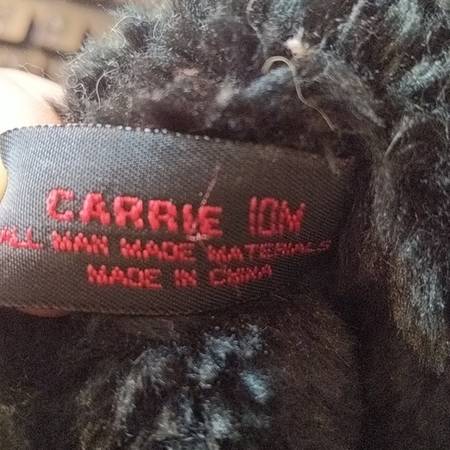 CARRIE 10W
ALL MAN MADE MATERIALS
MADE IN CHINA